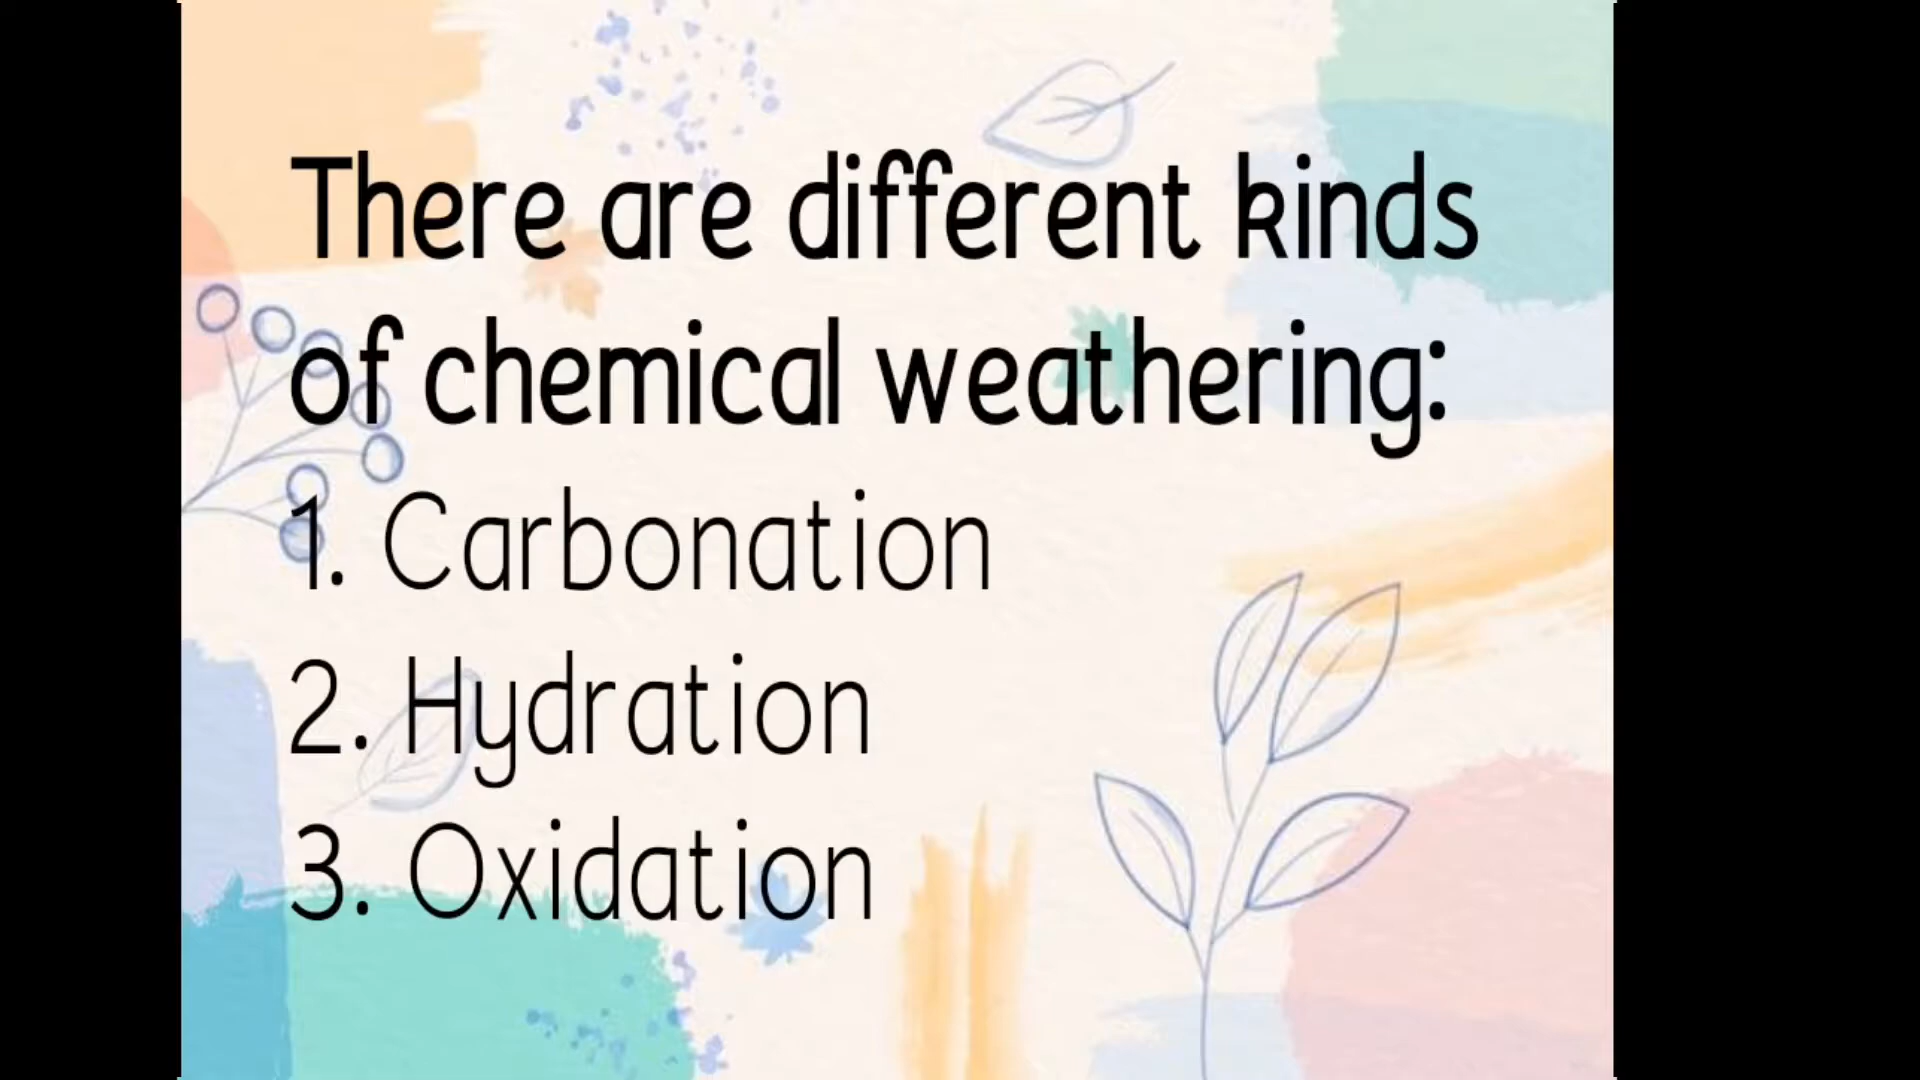 There are different kinds
of chemical weathering:
1. Carbonation
2. Hydration
3. Oxidation